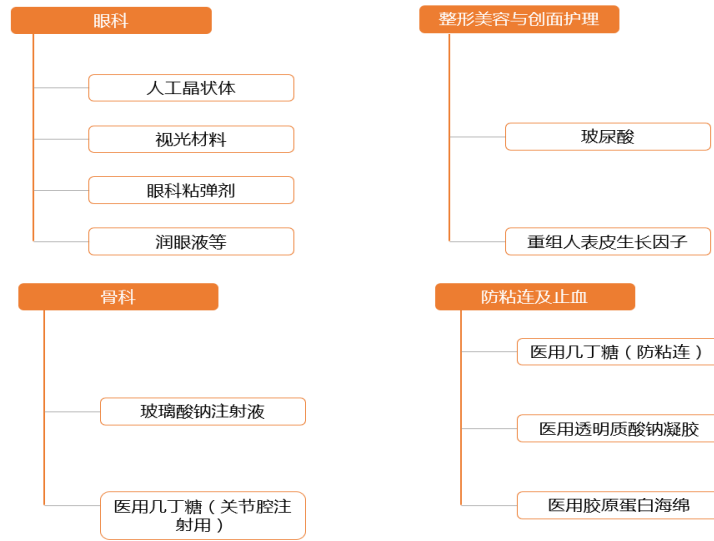 眼科
人工晶状体
视光材料
眼科粘弹剂
润眼液等
整形美容与创面护理
玻尿酸
重组人表皮生长因子
骨科
玻璃酸钠注射液
医用几丁糖（关节腔注
射用）
防粘连及止血
医用几丁糖（防粘连）
医用透明质酸钠凝胶
医用胶原蛋白海绵